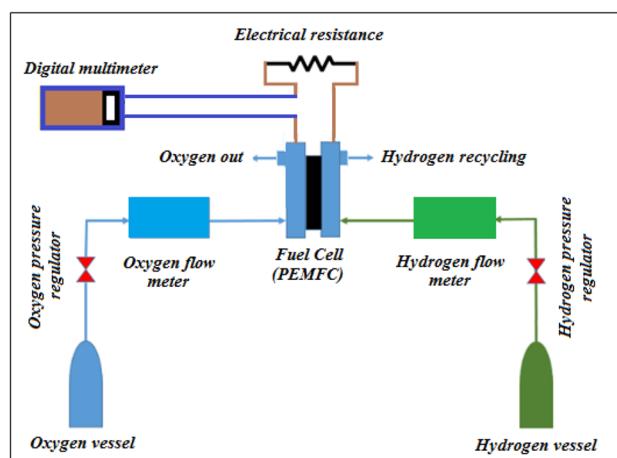 Electrical resistance
Digital multimeter
Oxygen out
Hydrogen recycling
Oxygen pressure
regulator
Oxygen flow
meter
Fuel Cell
(PEMFC)
Hydrogen flow
meter
Hydrogen pressure
regulator
Oxygen vessel
Hydrogen vessel